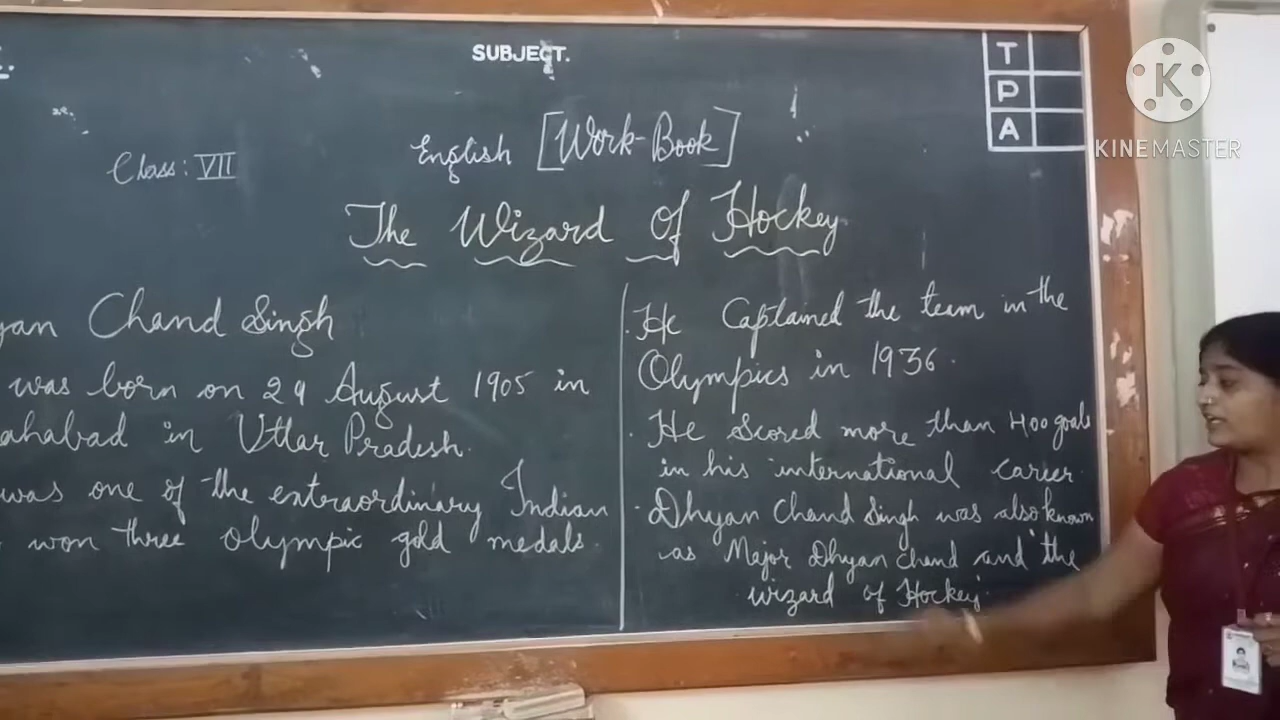 SUBJECT.
T
P
A
KINEMASTER
Class: VII
English [Work-Book]
The Wizard of Hockey
yan Chand Singh
was born on 29 August 1905 in
ahabad in Uttar Pradesh.
was one of the extraordinary Indian
won three olympic gold medals.
· He Captained the team in the
Olympics in 1936.
· He Scored more than 400 goals
in his international career.
· Dhyan Chand Singh was also known
as Major Dhyan Chand and "the
wizard of Hockey"